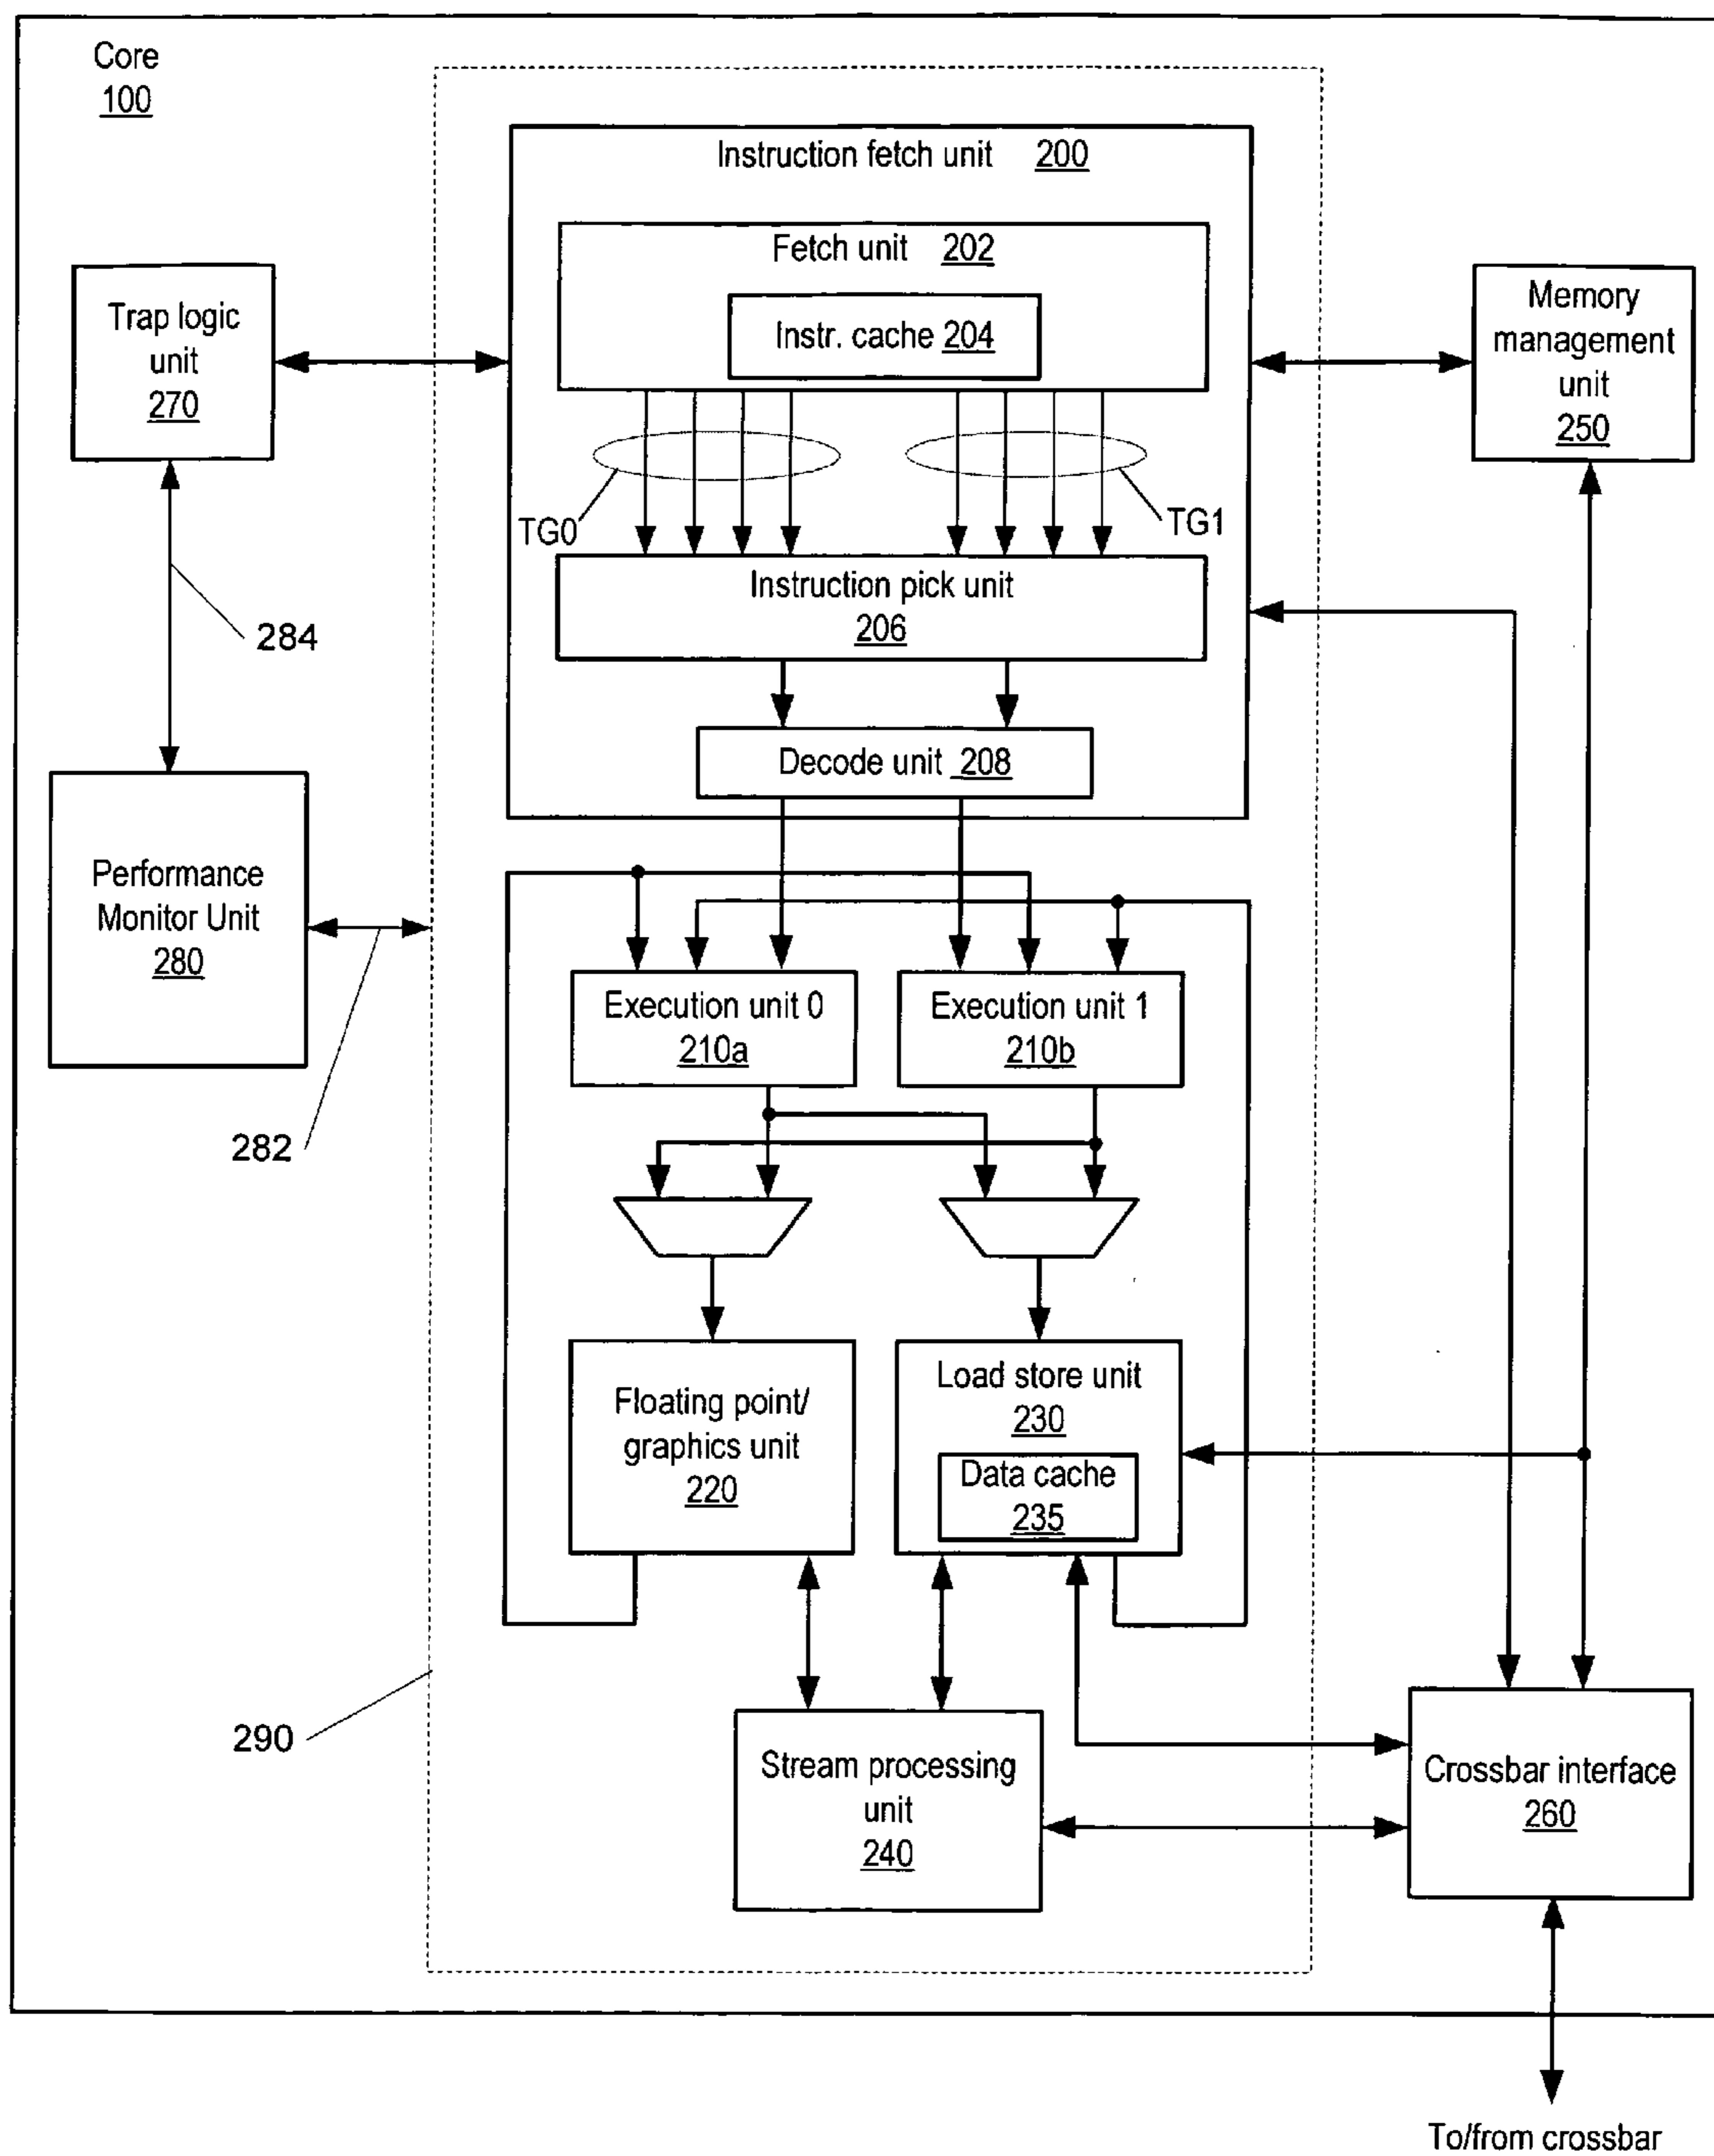 Core
100
Instruction fetch unit 200
Fetch unit 202
Instr. cache 204
Trap logic
unit
270
Memory
management
unit
250
TG0
TG1
Instruction pick unit
206
284
Decode unit 208
Performance
Monitor Unit
280
Execution unit 0
210a
Execution unit 1
210b
282
Floating point/
graphics unit
220
Load store unit
230
Data cache
235
290
Stream processing
unit
240
Crossbar interface
260
To/from crossbar